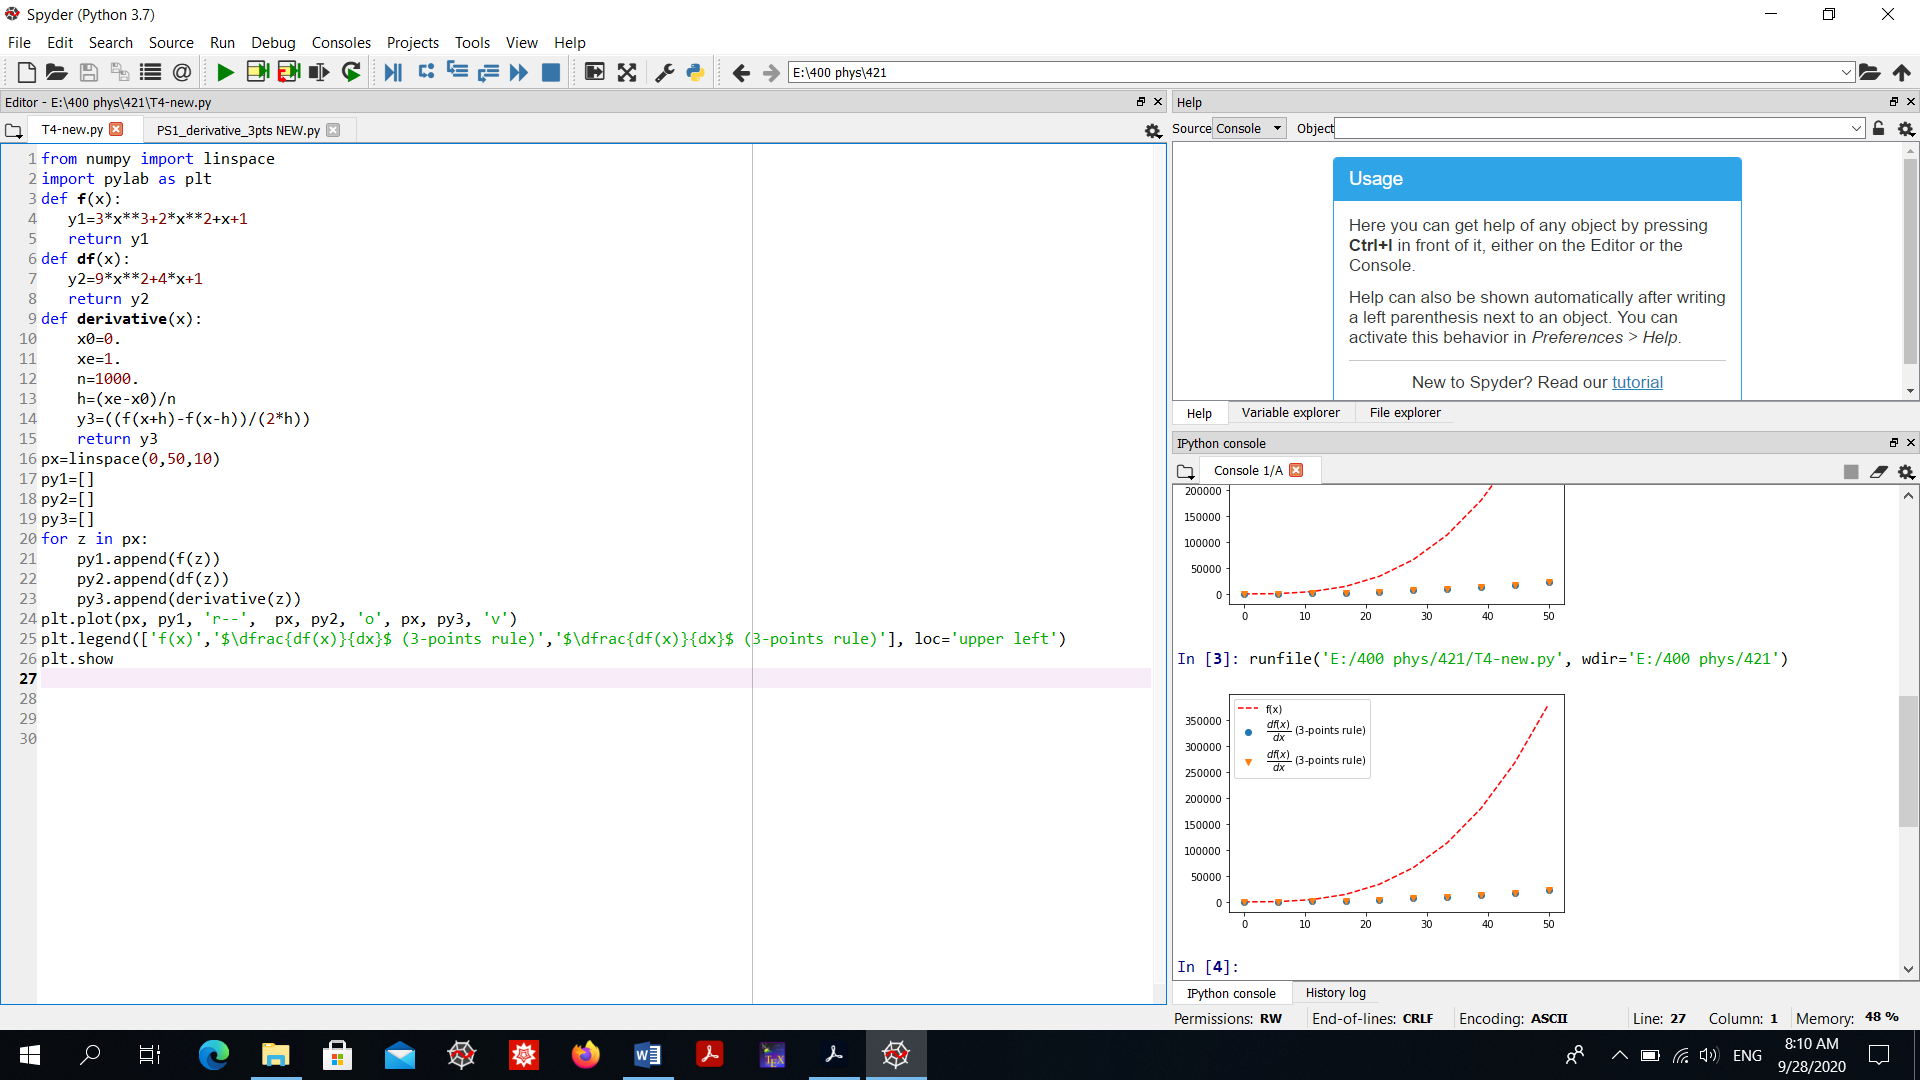 Spyder (Python 3.7)
File Edit Search Source Run Debug Consoles Projects Tools View Help
E:\400 phys\421
Editor - E:\400 phys\421\T4-new.py
T4-new.py PS1_derivative_3pts NEW.py
1 from numpy import linspace
2 import pylab as plt
3 def f(x):
4 y1=3*x**3+2*x**2+x+1
5 return y1
6 def df(x):
7 y2=9*x**2+4*x+1
8 return y2
9 def derivative(x):
10 x0=0.
11 xe=1.
12 n=1000.
13 h=(xe-x0)/n
14 y3=((f(x+h)-f(x-h))/(2*h))
15 return y3
16 px=linspace(0,50,10)
17 py1=[]
18 py2=[]
19 py3=[]
20 for z in px:
21 py1.append(f(z))
22 py2.append(df(z))
23 py3.append(derivative(z))
24 plt.plot(px, py1, 'r--',  px, py2, 'o', px, py3, 'v')
25 plt.legend(['f(x)','$\dfrac{df(x)}{dx}$ (3-points rule)','$\dfrac{df(x)}{dx}$ (3-points rule)'], loc='upper left')
26 plt.show
27
28
29
30
Help
Source Console Object
Usage
Here you can get help of any object by pressing
Ctrl+I in front of it, either on the Editor or the
Console.
Help can also be shown automatically after writing
a left parenthesis next to an object. You can
activate this behavior in Preferences > Help.
New to Spyder? Read our tutorial
Help Variable explorer File explorer
IPython console
Console 1/A
200000
150000
100000
50000
0
0 10 20 30 40 50
In [3]: runfile('E:/400 phys/421/T4-new.py', wdir='E:/400 phys/421')
f(x)
df(x)/dx (3-points rule)
df(x)/dx (3-points rule)
350000
300000
250000
200000
150000
100000
50000
0
0 10 20 30 40 50
In [4]:
IPython console History log
Permissions: RW End-of-lines: CRLF Encoding: ASCII Line: 27 Column: 1 Memory: 48 %
ENG
8:10 AM
9/28/2020